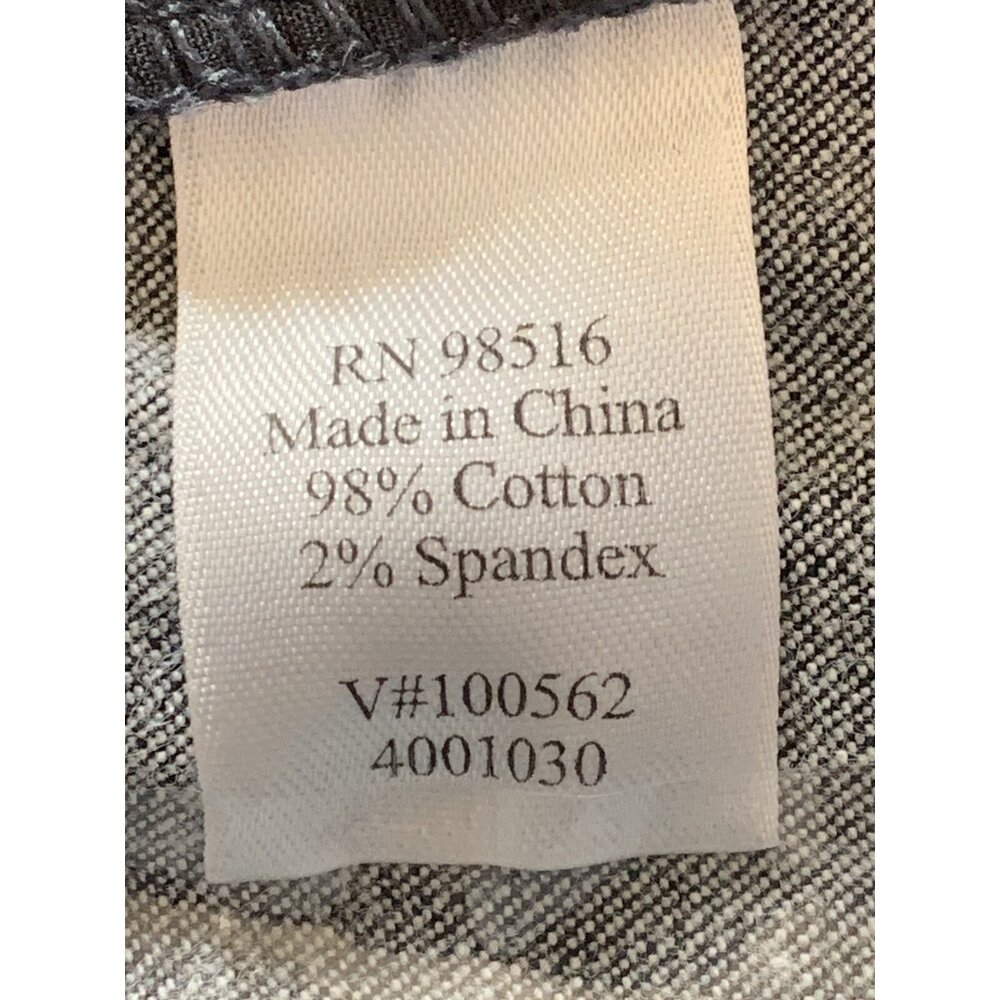 RN 98516
Made in China
98% Cotton
2% Spandex
V#100562
4001030